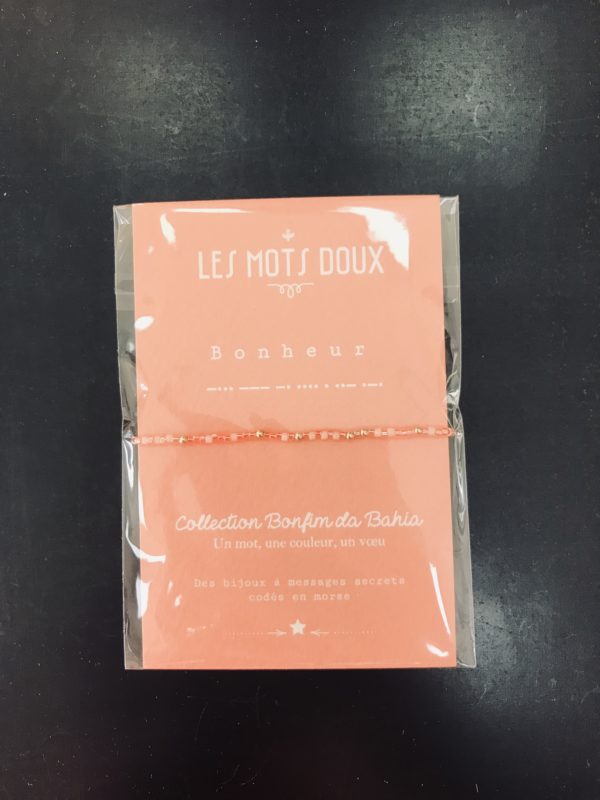 LES MOTS DOUX
Bonheur
−••• −−− −• •••• • ••− •−•
Collection Bonfim da Bahia
Un mot, une couleur, un vœu
Des bijoux à messages secrets
codés en morse